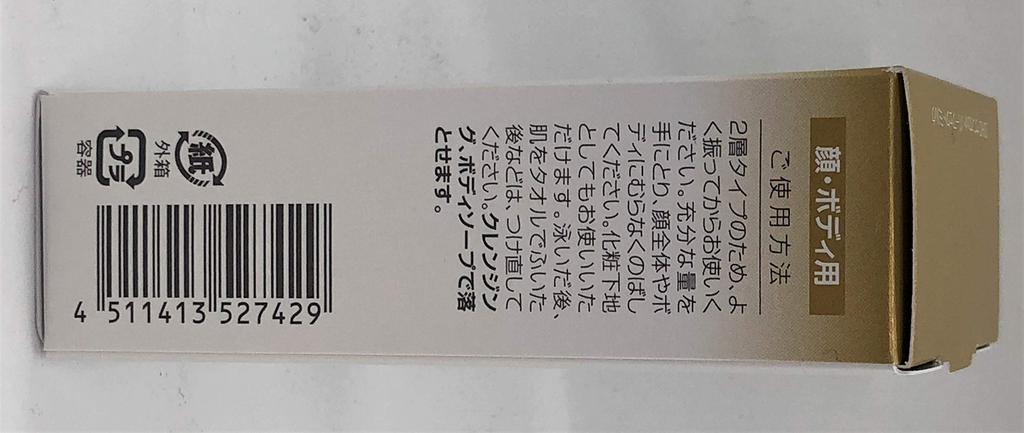 顔・ボディ用
ご使用方法
2層タイプのため、よ
く振ってからお使いく
ださい。充分な量を
手にとり、顔全体やボ
ディにむらなくのばし
てください。化粧下地
としてもお使いいた
だけます。泳いだ後、
肌をタオルでふいた
後などは、つけ直して
ください。クレンジン
グ、ボディソープで落
とせます。
紙
外箱
プラ
容器
4 511413 527429